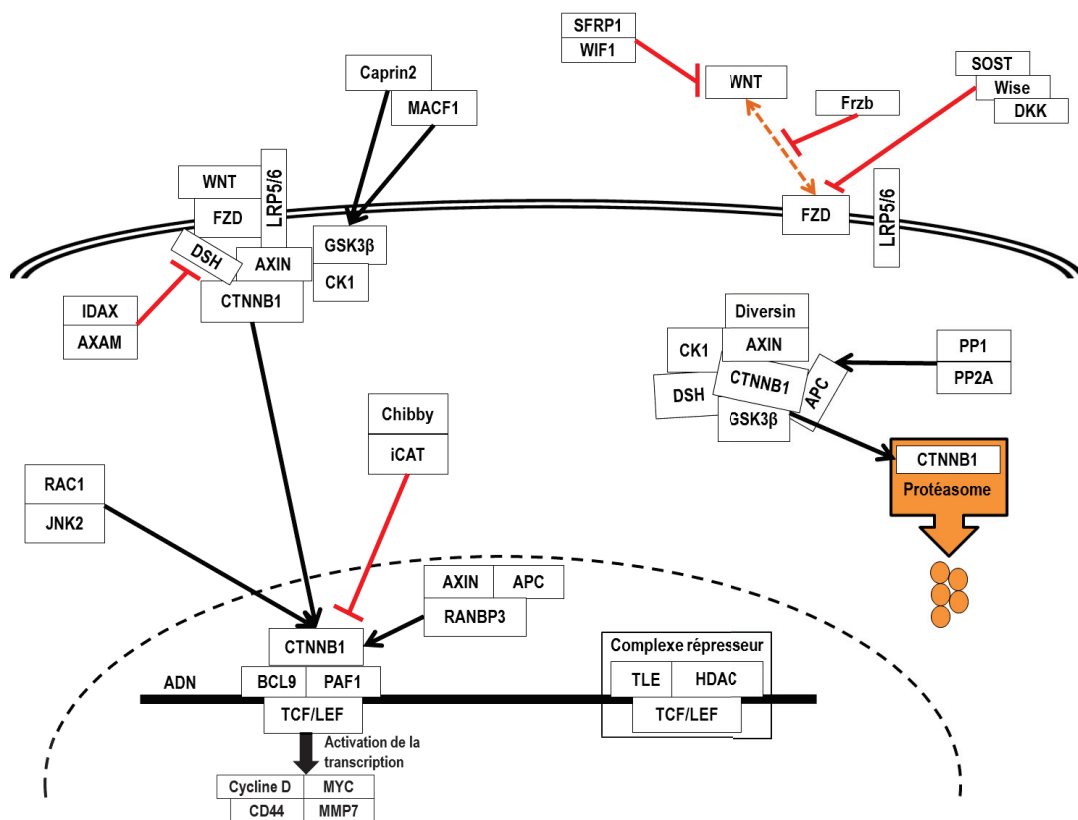 SFRP1
WIF1
WNT
Frzb
SOST
Wise
DKK
Caprin2
MACF1
WNT
FZD
LRP5/6
DSH
AXIN
GSK3β
CK1
CTNNB1
IDAX
AXAM
FZD
LRP5/6
Diversin
CK1
AXIN
DSH
CTNNB1
APC
GSK3β
PP1
PP2A
CTNNB1
Protéasome
Chibby
iCAT
RAC1
JNK2
AXIN APC
RANBP3
CTNNB1
ADN
BCL9 PAF1
TCF/LEF
Complexe répresseur
TLE HDAC
TCF/LEF
Activation de la
transcription
Cycline D MYC
CD44 MMP7